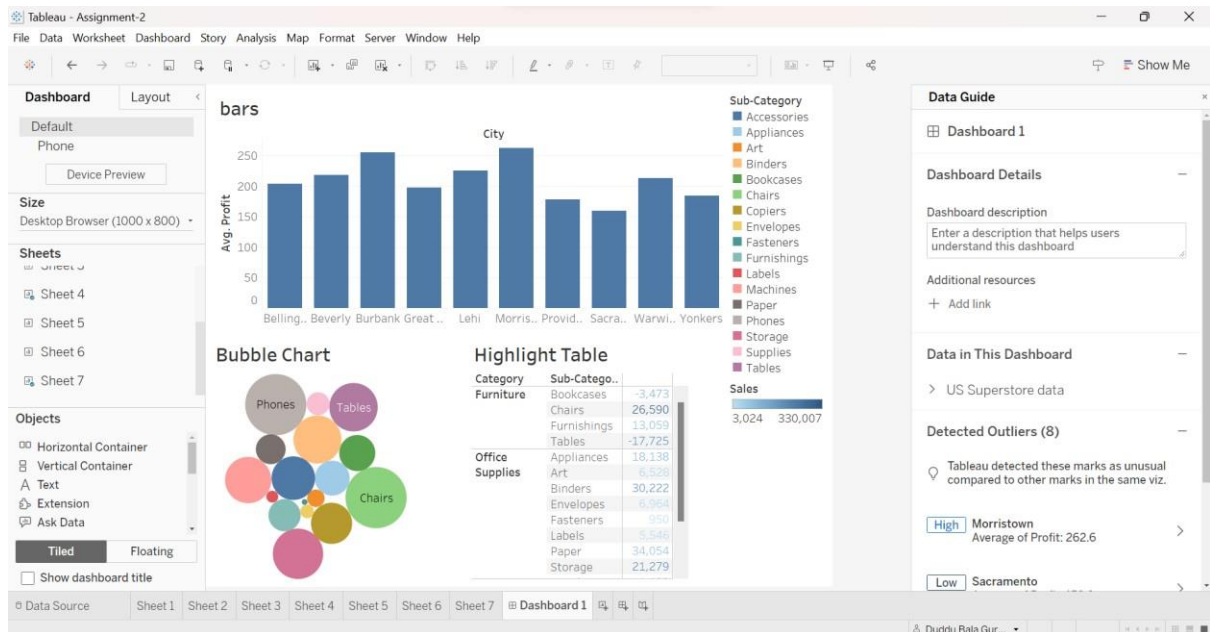 Tableau - Assignment-2
File Data Worksheet Dashboard Story Analysis Map Format Server Window Help
Show Me
Dashboard Layout
Default
Phone
Device Preview
Size
Desktop Browser (1000 x 800)
Sheets
Sheet 4
Sheet 5
Sheet 6
Sheet 7
Objects
Horizontal Container
Vertical Container
Text
Extension
Ask Data
Tiled Floating
Show dashboard title
bars
City
Avg. Profit
250
200
150
100
50
0
Belling.. Beverly Burbank Great .. Lehi Morris.. Provid.. Sacra.. Warwi.. Yonkers
Sub-Category
Accessories
Appliances
Art
Binders
Bookcases
Chairs
Copiers
Envelopes
Fasteners
Furnishings
Labels
Machines
Paper
Phones
Storage
Supplies
Tables
Sales
3,024 330,007
Bubble Chart
Phones
Tables
Chairs
Highlight Table
Category Sub-Catego..
Furniture Bookcases -3,473
Chairs 26,590
Furnishings 13,059
Tables -17,725
Office Supplies Appliances 18,138
Art 6,528
Binders 30,222
Envelopes 6,964
Fasteners 950
Labels 5,546
Paper 34,054
Storage 21,279
Data Guide
Dashboard 1
Dashboard Details
Dashboard description
Enter a description that helps users
understand this dashboard
Additional resources
Add link
Data in This Dashboard
US Superstore data
Detected Outliers (8)
Tableau detected these marks as unusual
compared to other marks in the same viz.
High Morristown
Average of Profit: 262.6
Low Sacramento
Data Source Sheet 1 Sheet 2 Sheet 3 Sheet 4 Sheet 5 Sheet 6 Sheet 7 Dashboard 1
Duddu Bala Gur...